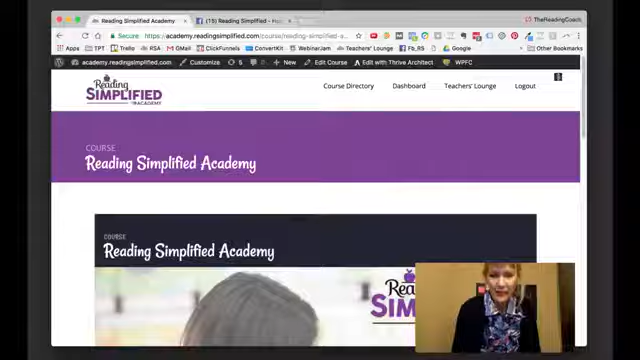 Reading Simplified Academy
(15) Reading Simplified - Ho
TheReadingCoach
Secure
https://academy.readingsimplified.com/course/reading-simplified-a...
Apps
TPT
Trello
RSA
GMail
ClickFunnels
ConvertKit
WebinarJam
Teachers' Lounge
Fb_RS
Google
Other Bookmarks
academy.readingsimplified.com
Customize
5
0
New
Edit Course
Edit with Thrive Architect
WPFC
Reading
SIMPLIFIED
ACADEMY
Course Directory
Dashboard
Teachers' Lounge
Logout
COURSE
Reading Simplified Academy
COURSE
Reading Simplified Academy